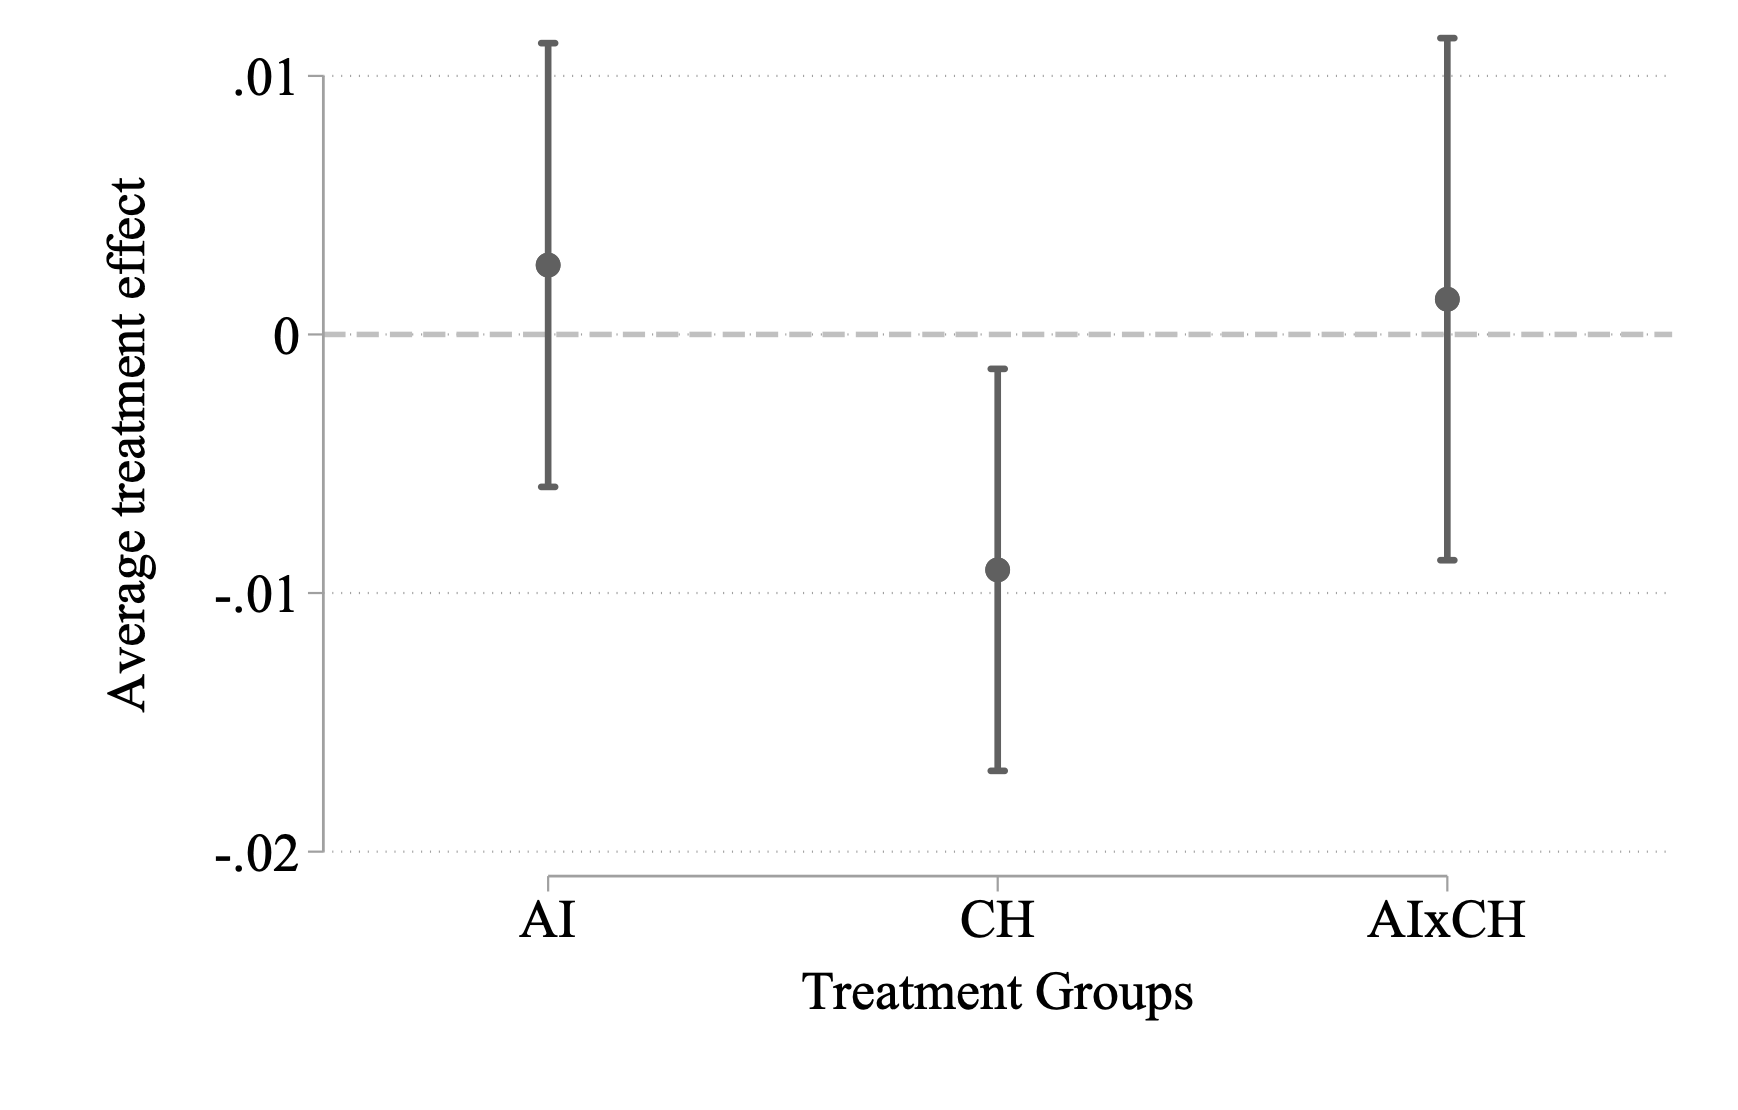 Average treatment effect
.01
0
-.01
-.02
AI
CH
AIxCH
Treatment Groups